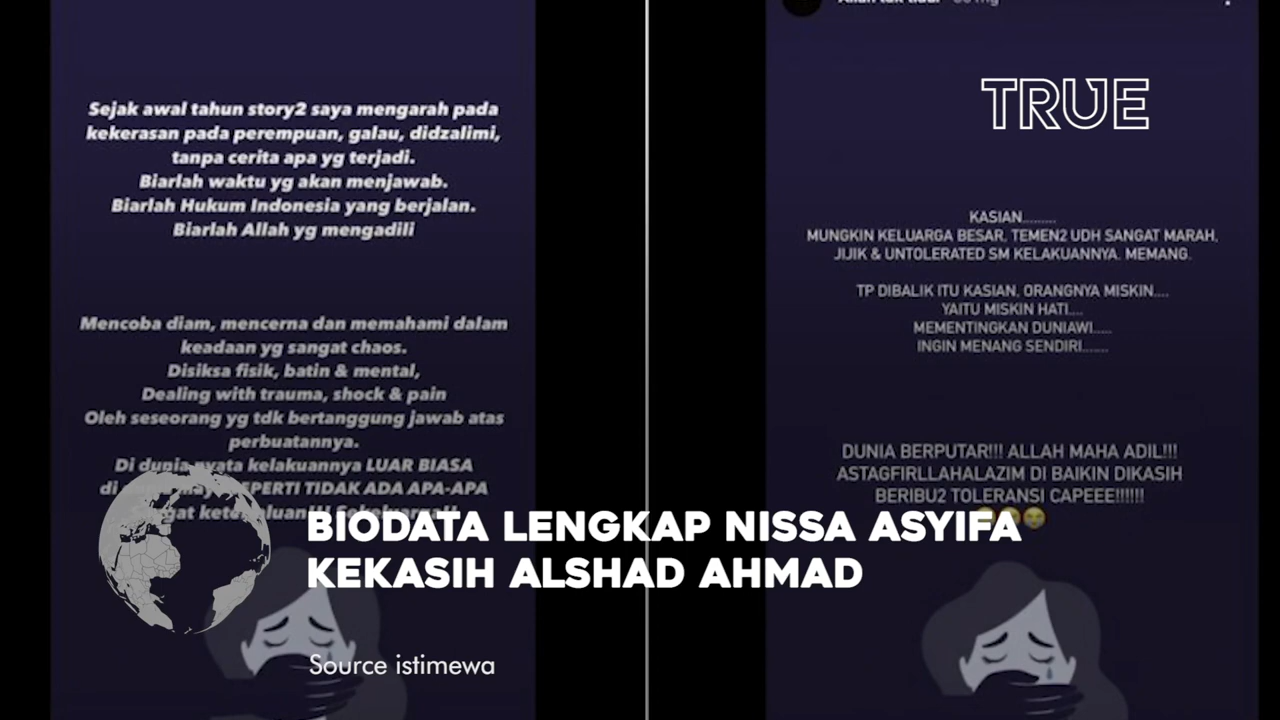 Sejak awal tahun story2 saya mengarah pada
kekerasan pada perempuan, galau, didzalimi,
tanpa cerita apa yg terjadi.
Biarlah waktu yg akan menjawab.
Biarlah Hukum Indonesia yang berjalan.
Biarlah Allah yg mengadili
Mencoba diam, mencerna dan memahami dalam
keadaan yg sangat chaos.
Disiksa fisik, batin & mental,
Dealing with trauma, shock & pain
Oleh seseorang yg tdk bertanggung jawab atas
perbuatannya.
Di dunia nyata kelakuannya LUAR BIASA
SEPERTI TIDAK ADA APA-APA
TRUE
KASIAN.........
MUNGKIN KELUARGA BESAR, TEMEN2 UDH SANGAT MARAH,
JIJIK & UNTOLERATED SM KELAKUANNYA. MEMANG.
TP DIBALIK ITU KASIAN, ORANGNYA MISKIN....
YAITU MISKIN HATI....
MEMENTINGKAN DUNIAWI.....
INGIN MENANG SENDIRI.......
DUNIA BERPUTAR!!! ALLAH MAHA ADIL!!!
ASTAGFIRLLAHALAZIM DI BAIKIN DIKASIH
BERIBU2 TOLERANSI CAPEEE!!!!!!
BIODATA LENGKAP NISSA ASYIFA
KEKASIH ALSHAD AHMAD
Source istimewa